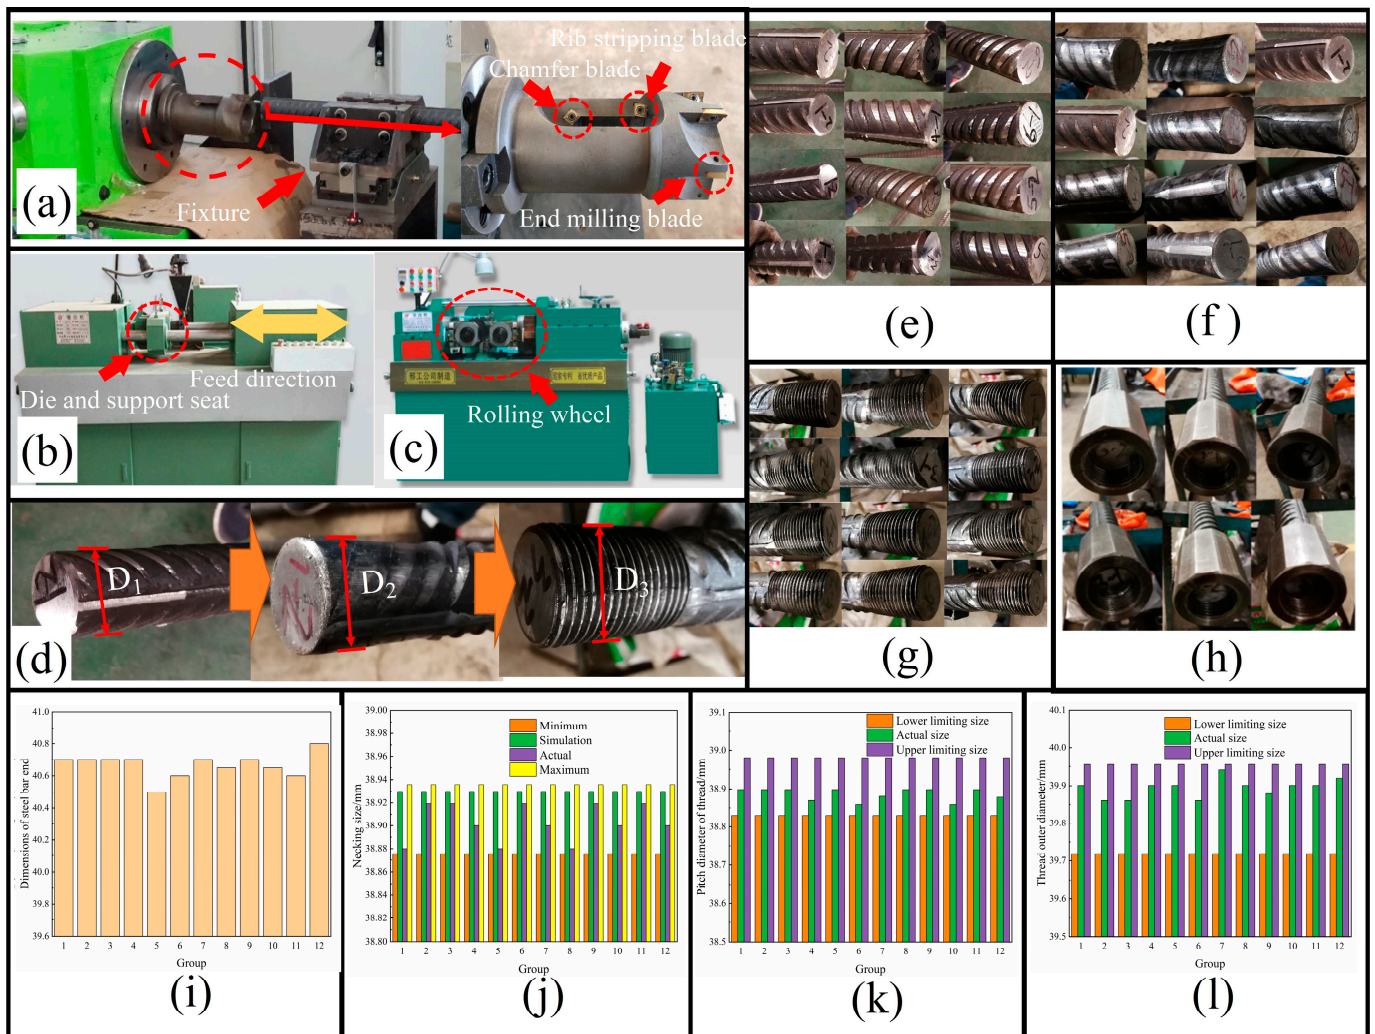 Rib stripping blade
Chamfer blade
Fixture
End milling blade
(a)
Feed direction
Die and support seat
(b)
邢工公司制造
Rolling wheel
(c)
D1
D2
D3
(d)
(e)
(f)
(g)
(h)
41.0
40.8
40.6
40.4
40.2
40.0
39.8
39.6
Dimensions of steel bar end
1 2 3 4 5 6 7 8 9 10 11 12
Group
(i)
39.00
38.98
38.96
38.94
38.92
38.90
38.88
38.86
38.84
38.82
38.80
Necking size/mm
Minimum
Simulation
Actual
Maximum
1 2 3 4 5 6 7 8 9 10 11 12
Group
(j)
39.1
39.0
38.9
38.8
38.7
38.6
38.5
Pitch diameter of thread/mm
Lower limiting size
Actual size
Upper limiting size
1 2 3 4 5 6 7 8 9 10 11 12
Group
(k)
40.1
40.0
39.9
39.8
39.7
39.6
39.5
Thread outer diameter/mm
Lower limiting size
Actual size
Upper limiting size
1 2 3 4 5 6 7 8 9 10 11 12
Group
(l)